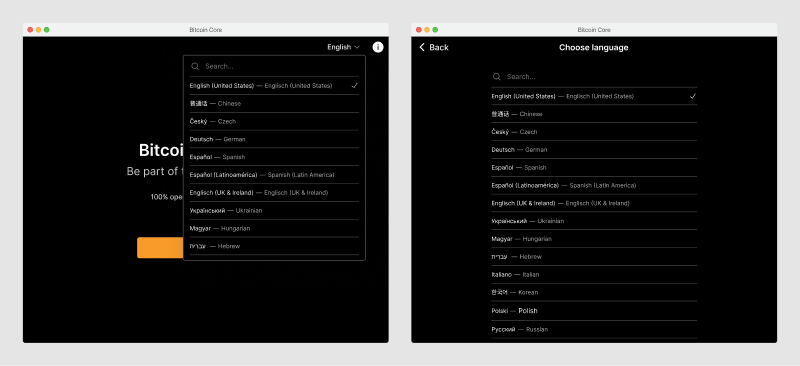 Bitcoin Core
English
i
Search...
English (United States) — Englisch (United States)
普通话 — Chinese
Český — Czech
Deutsch — German
Español — Spanish
Español (Latinoamérica) — Spanish (Latin America)
Englisch (UK & Ireland) — Englisch (UK & Ireland)
Український — Ukrainian
Magyar — Hungarian
עברית — Hebrew
Bitcoi
Be part of t
100% ope
Bitcoin Core
Back
Choose language
Search...
English (United States) — Englisch (United States)
普通话 — Chinese
Český — Czech
Deutsch — German
Español — Spanish
Español (Latinoamérica) — Spanish (Latin America)
Englisch (UK & Ireland) — Englisch (UK & Ireland)
Український — Ukrainian
Magyar — Hungarian
עברית — Hebrew
Italiano — Italian
한국어 — Korean
Polski — Polish
Русский — Russian